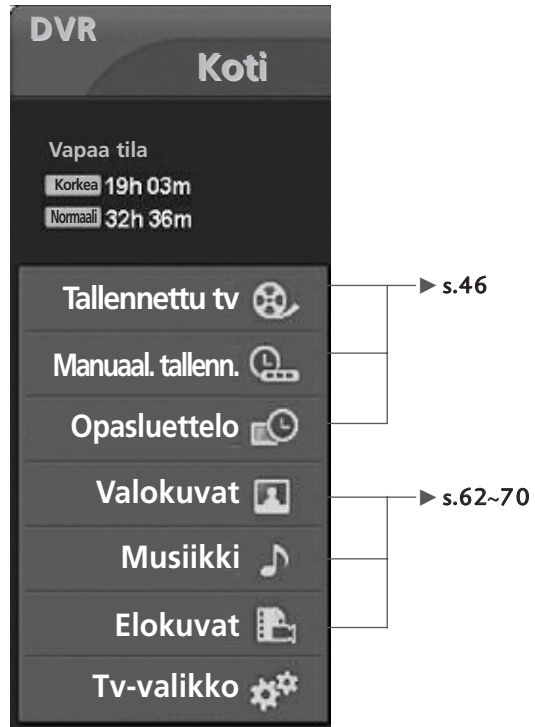 DVR
Koti
Vapaa tila
Korkea 19h 03m
Normaali 32h 36m
Tallennettu tv
► s.46
Manuaal. tallenn.
Opasluettelo
Valokuvat
► s.62~70
Musiikki
Elokuvat
Tv-valikko